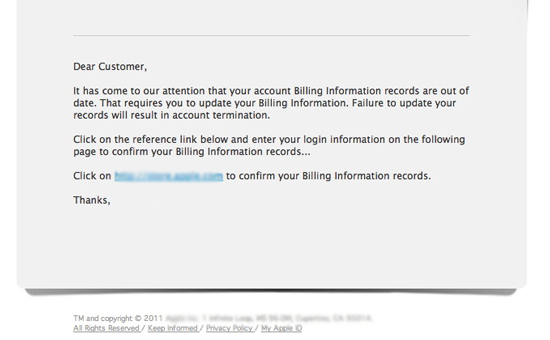 Dear Customer,
It has come to our attention that your account Billing Information records are out of
date. That requires you to update your Billing Information. Failure to update your
records will result in account termination.
Click on the reference link below and enter your login information on the following
page to confirm your Billing Information records...
Click on http://store.apple.com to confirm your Billing Information records.
Thanks,
TM and copyright © 2011
All Rights Reserved / Keep Informed / Privacy Policy / My Apple ID